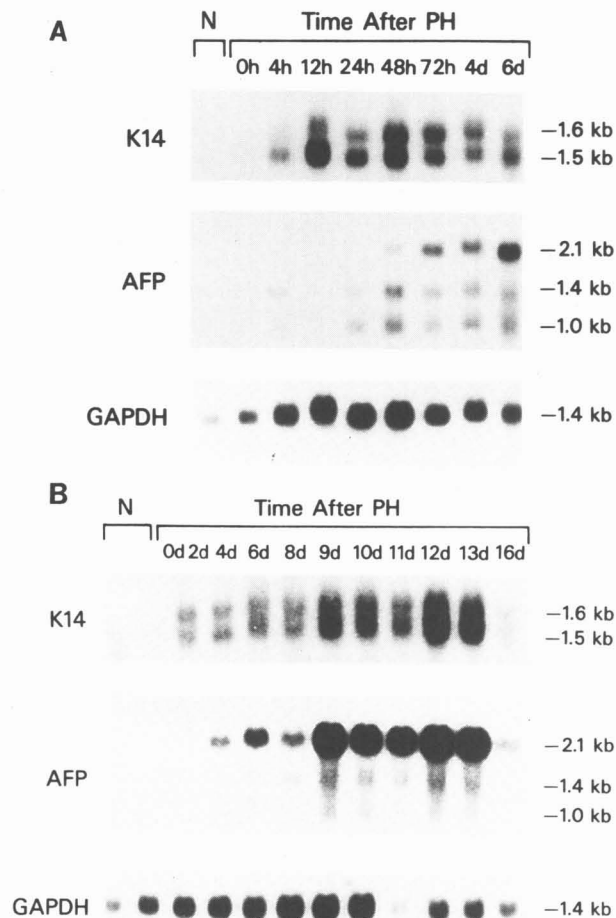 A
N Time After PH
0h 4h 12h 24h 48h 72h 4d 6d
K14
–1.6 kb
–1.5 kb
AFP
–2.1 kb
–1.4 kb
–1.0 kb
GAPDH
–1.4 kb
B
N Time After PH
0d 2d 4d 6d 8d 9d 10d 11d 12d 13d 16d
K14
–1.6 kb
–1.5 kb
AFP
–2.1 kb
–1.4 kb
–1.0 kb
GAPDH
–1.4 kb